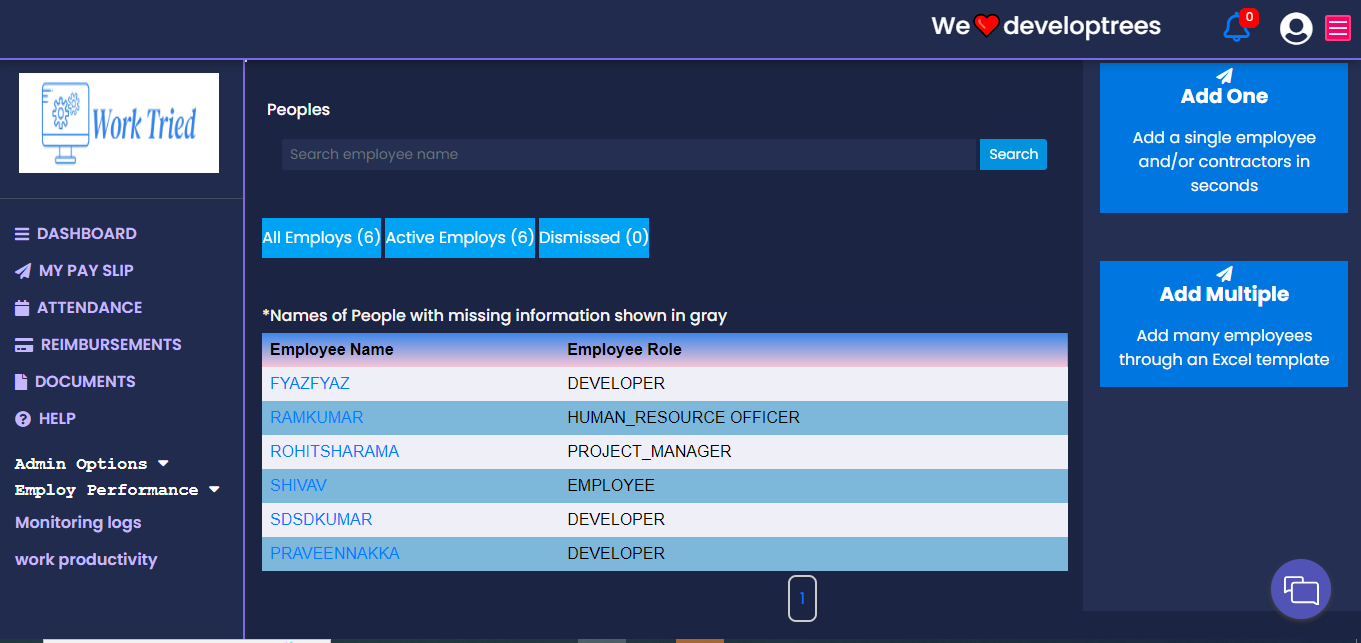 We ❤ developtrees
0
Work Tried
DASHBOARD
MY PAY SLIP
ATTENDANCE
REIMBURSEMENTS
DOCUMENTS
HELP
Admin Options
Employ Performance
Monitoring logs
work productivity
Peoples
Search employee name Search
All Employs (6) Active Employs (6) Dismissed (0)
*Names of People with missing information shown in gray
Employee Name Employee Role
FYAZFYAZ DEVELOPER
RAMKUMAR HUMAN_RESOURCE OFFICER
ROHITSHARAMA PROJECT_MANAGER
SHIVAV EMPLOYEE
SDSDKUMAR DEVELOPER
PRAVEENNAKKA DEVELOPER
1
Add One
Add a single employee
and/or contractors in
seconds
Add Multiple
Add many employees
through an Excel template